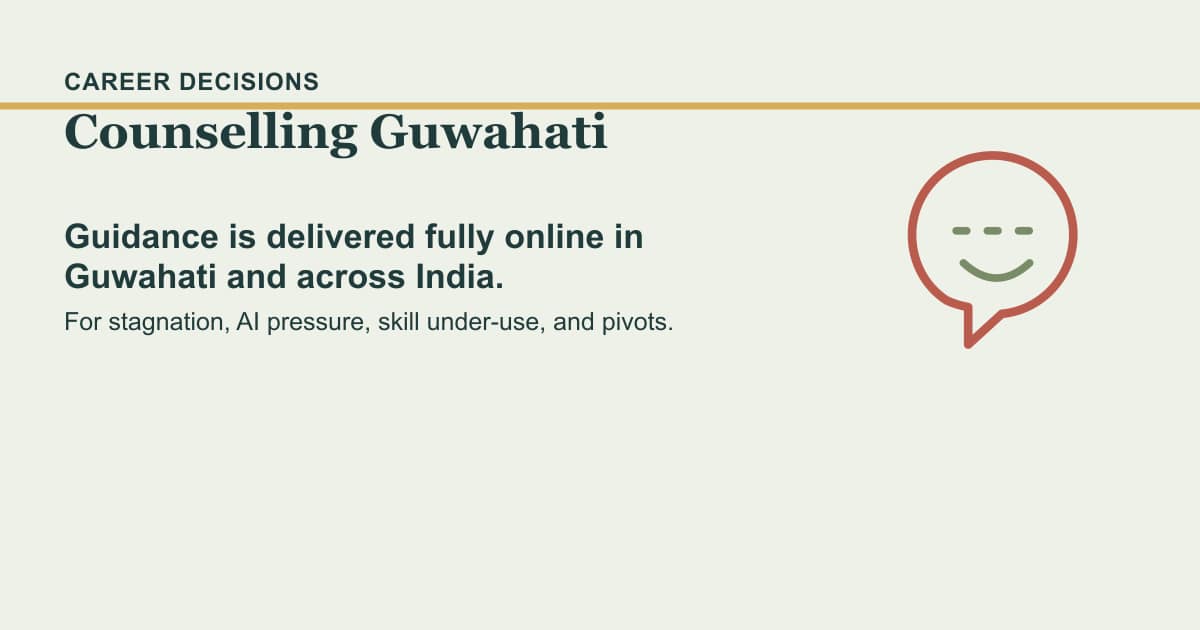 CAREER DECISIONS
Counselling Guwahati
Guidance is delivered fully online in
Guwahati and across India.
For stagnation, AI pressure, skill under-use, and pivots.